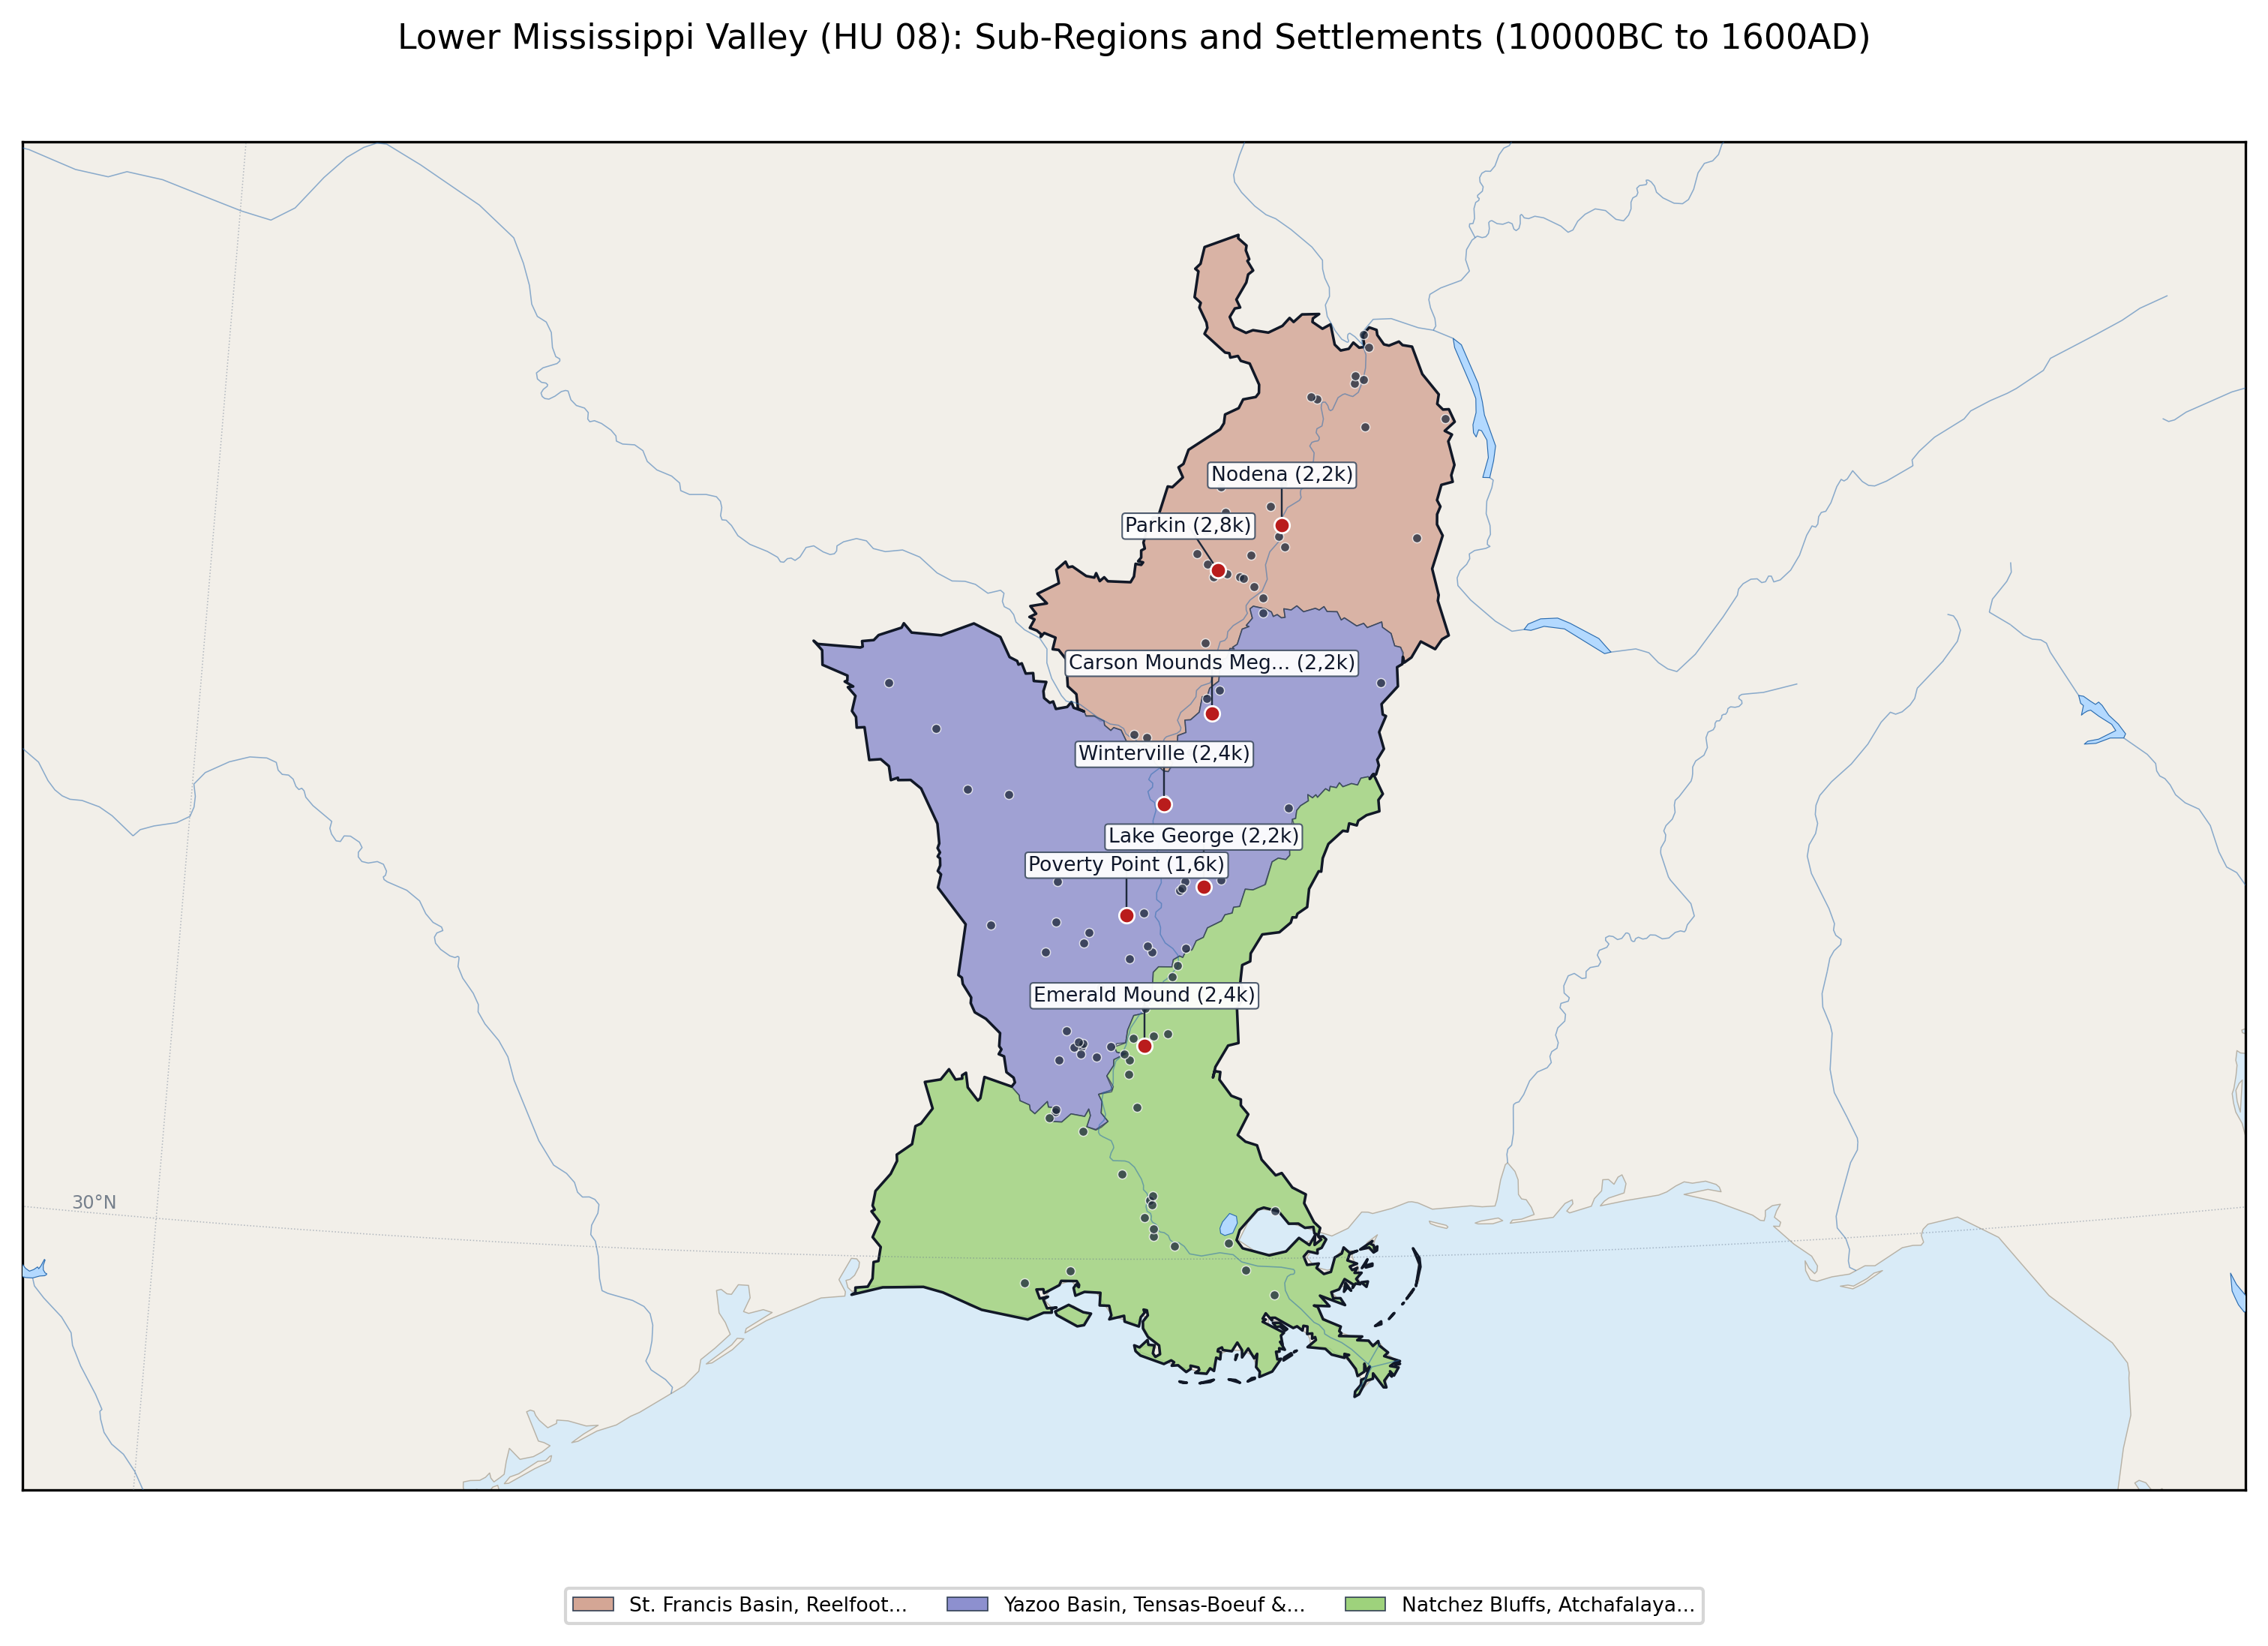 Lower Mississippi Valley (HU 08): Sub-Regions and Settlements (10000BC to 1600AD)
Nodena (2,2k)
Parkin (2,8k)
Carson Mounds Meg... (2,2k)
Winterville (2,4k)
Lake George (2,2k)
Poverty Point (1,6k)
Emerald Mound (2,4k)
30°N
St. Francis Basin, Reelfoot...
Yazoo Basin, Tensas-Boeuf &...
Natchez Bluffs, Atchafalaya...